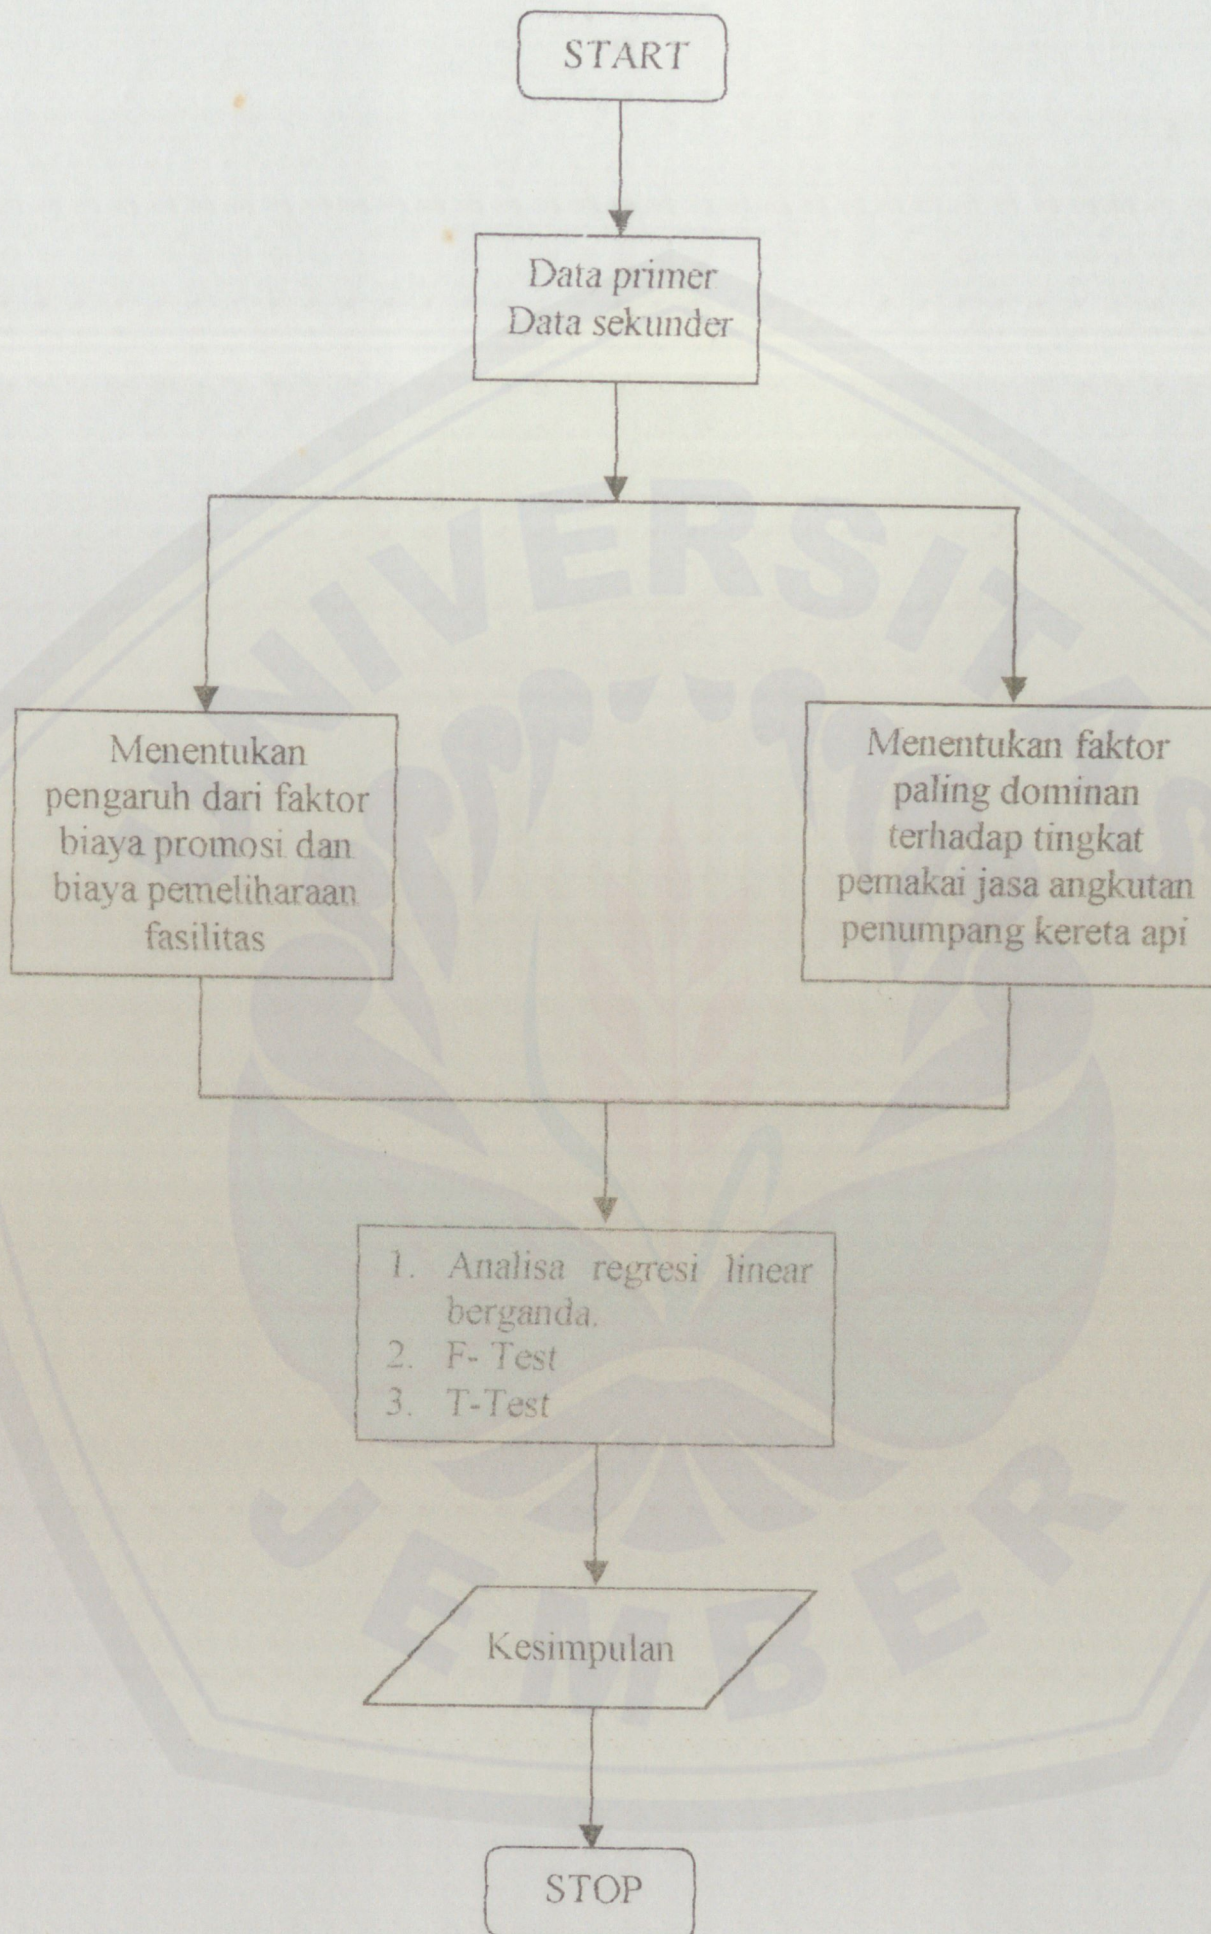 START
Data primer
Data sekunder
Menentukan
pengaruh dari faktor
biaya promosi dan
biaya pemeliharaan
fasilitas
Menentukan faktor
paling dominan
terhadap tingkat
pemakai jasa angkutan
penumpang kereta api
1. Analisa regresi linear
berganda.
2. F- Test
3. T-Test
Kesimpulan
STOP
UNIVERSITAS
JEMBER